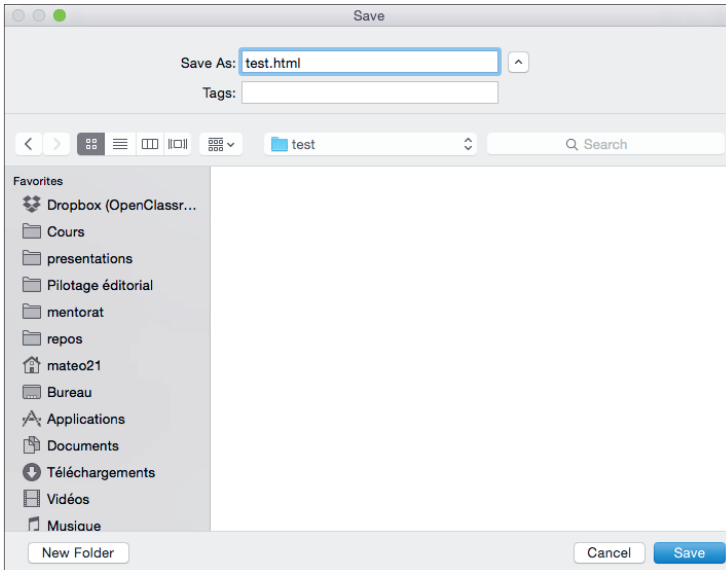 Save
Save As: test.html
Tags:
test
Search
Favorites
Dropbox (OpenClassr...
Cours
presentations
Pilotage éditorial
mentorat
repos
mateo21
Bureau
Applications
Documents
Téléchargements
Vidéos
Musique
New Folder Cancel Save